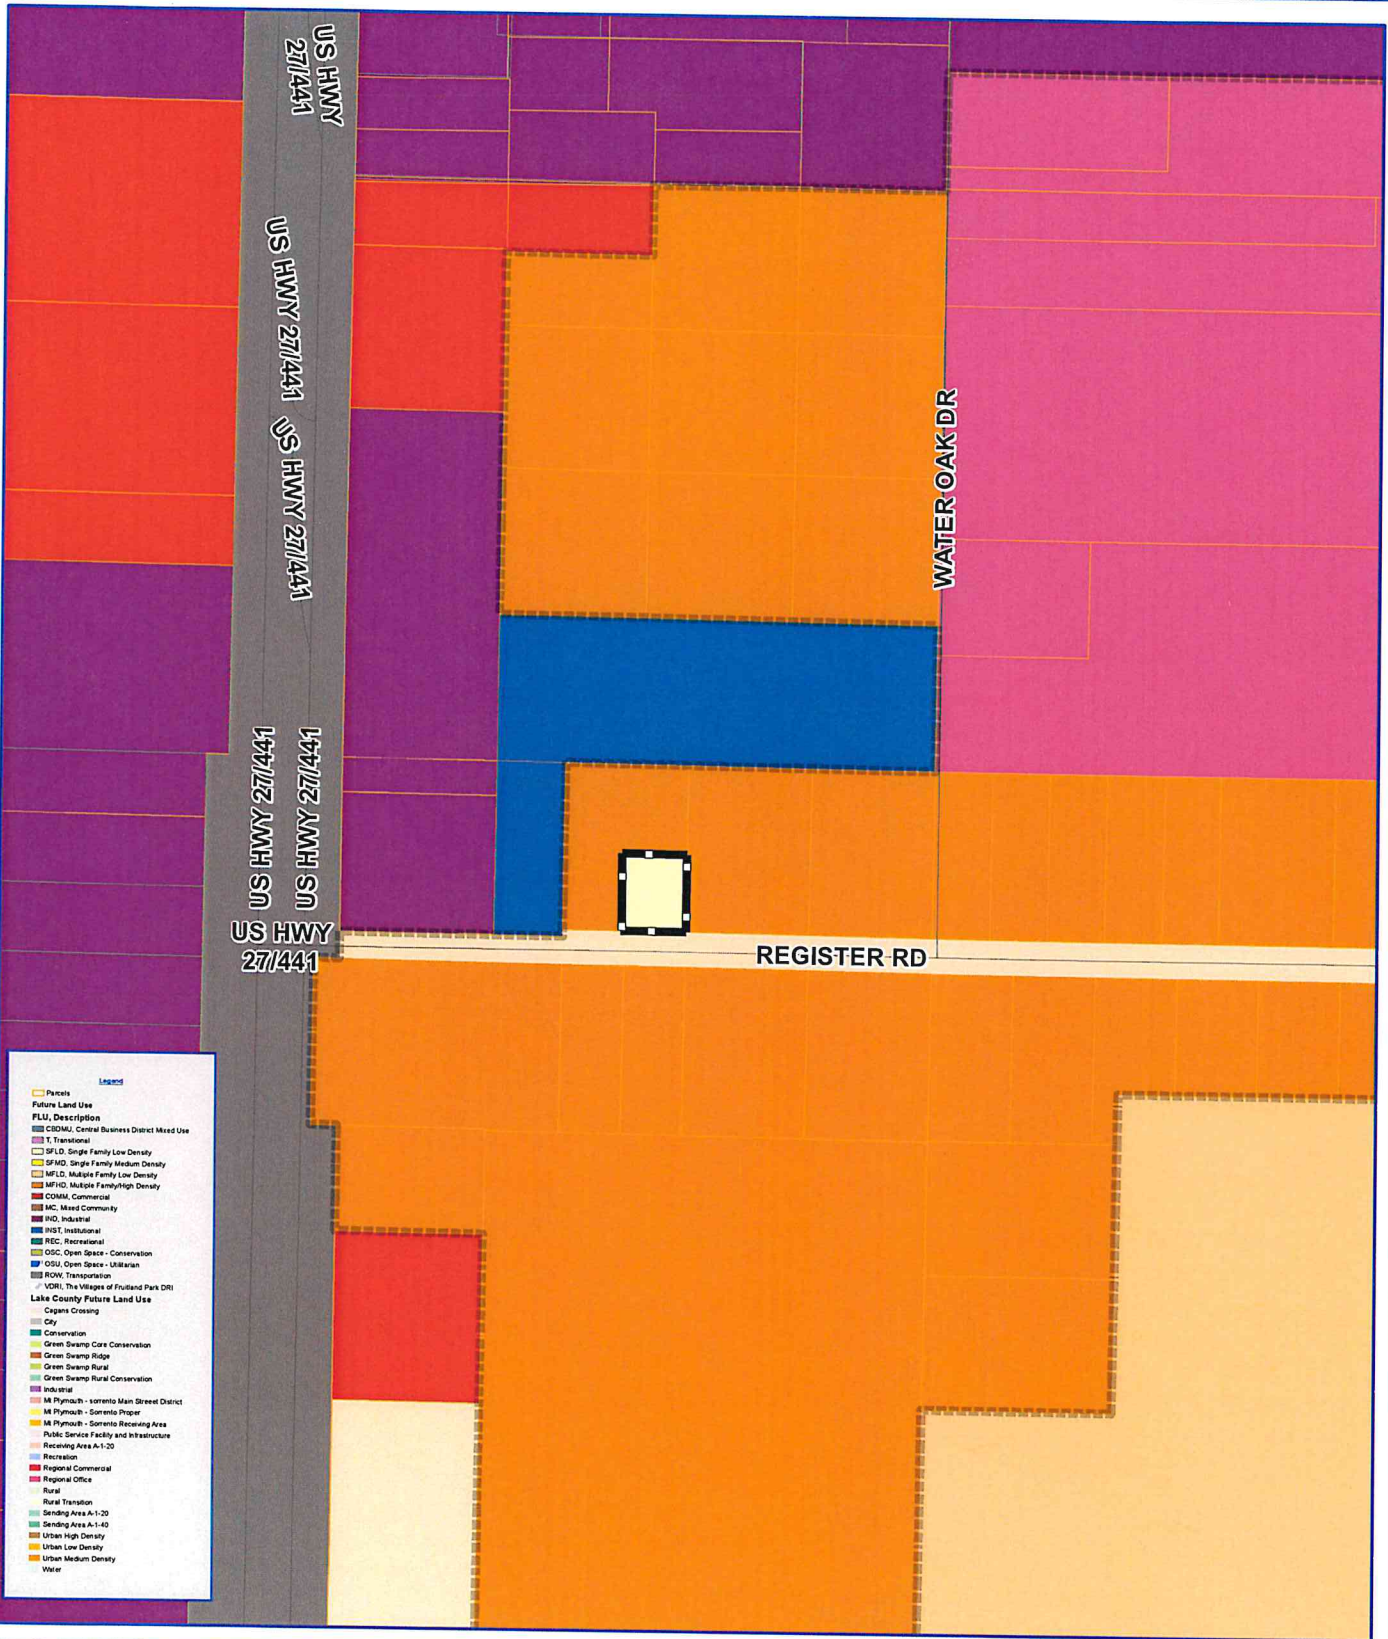 US HWY
27/441
US HWY 27/441
US HWY 27/441
WATER OAK DR
US HWY 27/441
US HWY 27/441
US HWY
27/441
REGISTER RD
Legend
Parcels
Future Land Use
FLU, Description
CBDMU, Central Business District Mixed Use
T, Transitional
SFLD, Single Family Low Density
SFMD, Single Family Medium Density
MFLD, Multiple Family Low Density
MFHD, Multiple Family/High Density
COMM, Commercial
MC, Mixed Community
IND, Industrial
INST, Institutional
REC, Recreational
OSC, Open Space - Conservation
OSU, Open Space - Utilitarian
ROW, Transportation
VDRI, The Villages of Fruitland Park DRI
Lake County Future Land Use
Cagans Crossing
City
Conservation
Green Swamp Core Conservation
Green Swamp Ridge
Green Swamp Rural
Green Swamp Rural Conservation
Industrial
Mt Plymouth - sorrento Main Streeet District
Mt Plymouth - Sorrento Proper
Mt Plymouth - Sorrento Receiving Area
Public Service Facility and Infrastructure
Receiving Area A-1-20
Recreation
Regional Commercial
Regional Office
Rural
Rural Transition
Sending Area A-1-20
Sending Area A-1-40
Urban High Density
Urban Low Density
Urban Medium Density
Water